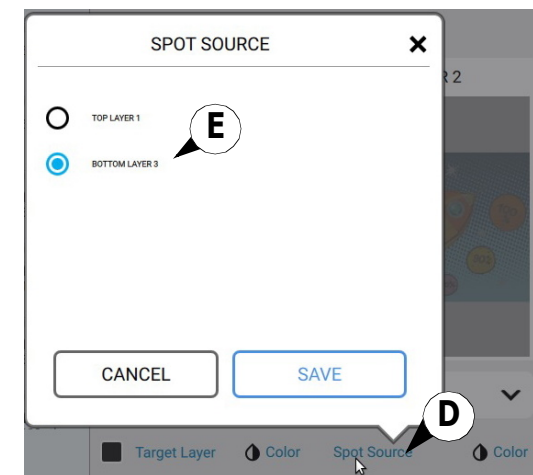 SPOT SOURCE
R 2
TOP LAYER 1
E
BOTTOM LAYER 3
CANCEL
SAVE
D
Target Layer
Color
Spot Source
Color